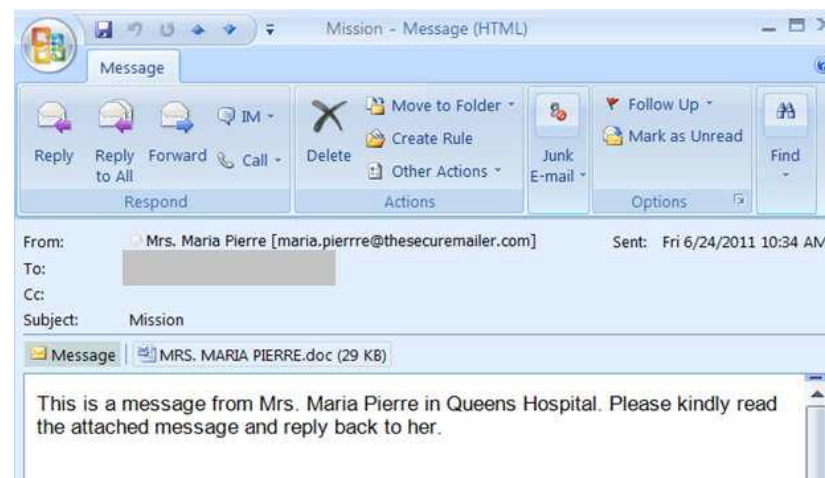 Mission - Message (HTML)
Message
Reply
Reply to All
Forward
IM
Call
Respond
Delete
Move to Folder
Create Rule
Other Actions
Actions
Junk E-mail
Follow Up
Mark as Unread
Options
Find
From: Mrs. Maria Pierre [maria.pierrre@thesecuremailer.com] Sent: Fri 6/24/2011 10:34 AM
To:
Cc:
Subject: Mission
Message MRS. MARIA PIERRE.doc (29 KB)
This is a message from Mrs. Maria Pierre in Queens Hospital. Please kindly read
the attached message and reply back to her.